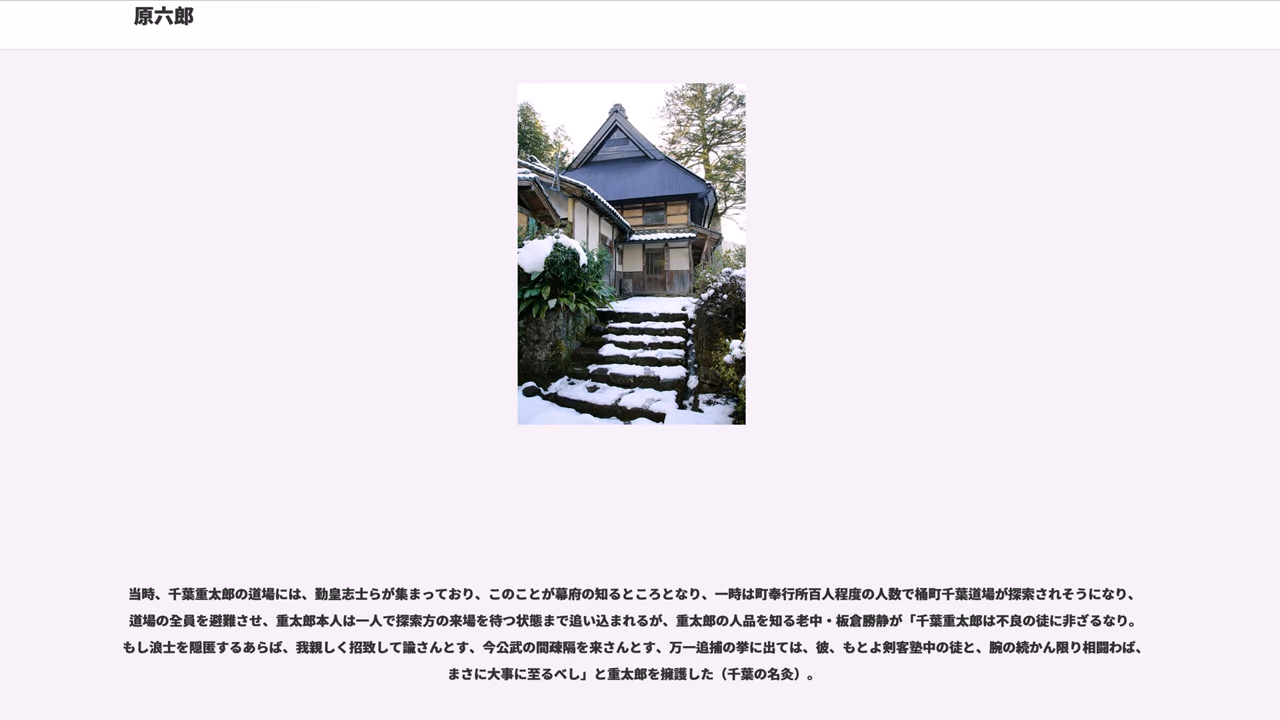 原六郎
当時、千葉重太郎の道場には、勤皇志士らが集まっており、このことが幕府の知るところとなり、一時は町奉行所百人程度の人数で桶町千葉道場が探索されそうになり、
道場の全員を避難させ、重太郎本人は一人で探索方の来場を待つ状態まで追い込まれるが、重太郎の人品を知る老中・板倉勝静が「千葉重太郎は不良の徒に非ざるなり。
もし浪士を隠匿するあらば、我親しく招致して諭さんとす、今公武の間疎隔を来さんとす、万一追捕の挙に出ては、彼、もとよ剣客塾中の徒と、腕の続かん限り相闘わば、
まさに大事に至るべし」と重太郎を擁護した（千葉の名灸）。